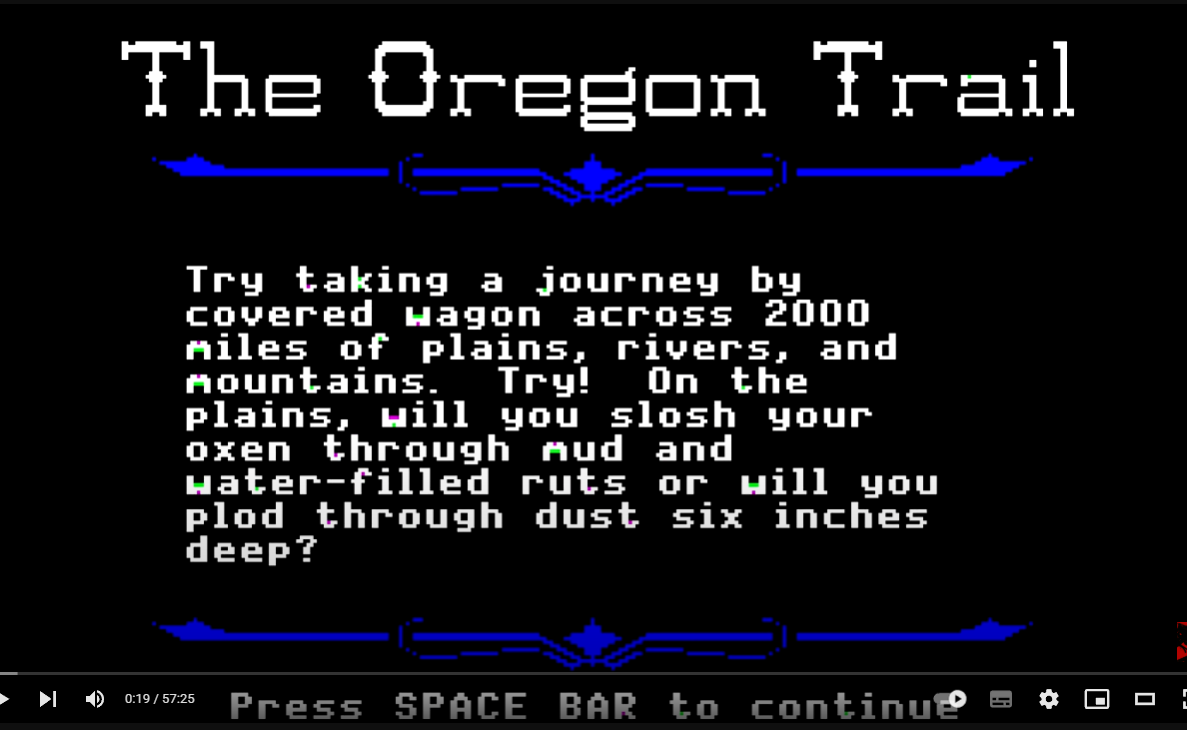 The Oregon Trail
Try taking a journey by
covered wagon across 2000
miles of plains, rivers, and
mountains.  Try!  On the
plains, will you slosh your
oxen through mud and
water-filled ruts or will you
plod through dust six inches
deep?
0:19 / 57:25
Press SPACE BAR to continue